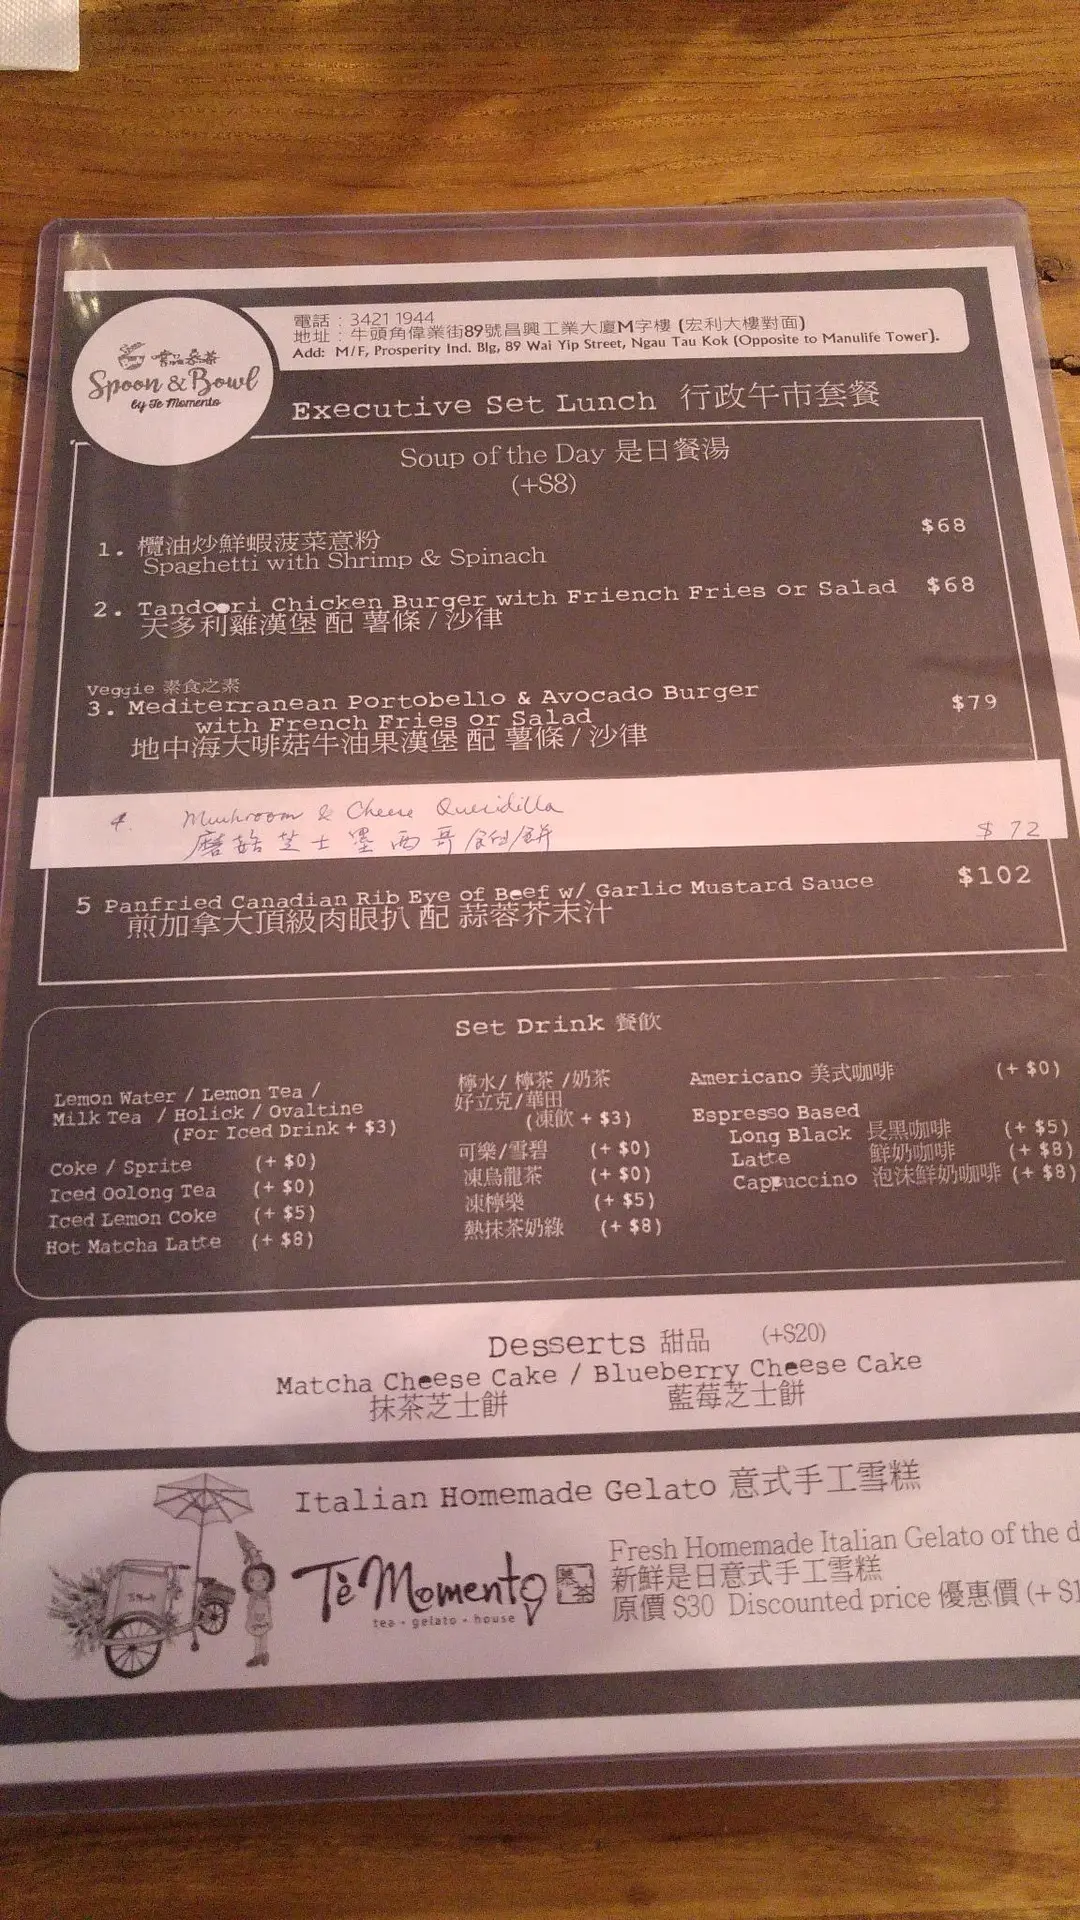 電話：3421 1944
地址：牛頭角偉業街89號昌興工業大廈M字樓 (宏利大樓對面)
Add: M/F, Prosperity Ind. Blg, 89 Wai Yip Street, Ngau Tau Kok (Opposite to Manulife Tower).
Spoon & Bowl
by Te Momento
Executive Set Lunch 行政午市套餐
Soup of the Day 是日餐湯
(+$8)
1. 欖油炒鮮蝦菠菜意粉 $68
Spaghetti with Shrimp & Spinach
2. Tandoori Chicken Burger with Friench Fries or Salad $68
天多利雞漢堡 配 薯條 / 沙律
Veggie 素食之素
3. Mediterranean Portobello & Avocado Burger $79
with French Fries or Salad
地中海大啡菇牛油果漢堡 配 薯條 / 沙律
4. Mushroom & Cheese Quesidilla
磨菇芝士墨西哥餡餅 $72
5 Panfried Canadian Rib Eye of Beef w/ Garlic Mustard Sauce $102
煎加拿大頂級肉眼扒 配 蒜蓉芥末汁
Set Drink 餐飲
Lemon Water / Lemon Tea /
Milk Tea / Holick / Ovaltine
(For Iced Drink + $3)
Coke / Sprite (+ $0)
Iced Oolong Tea (+ $0)
Iced Lemon Coke (+ $5)
Hot Matcha Latte (+ $8)
檸水/ 檸茶 /奶茶
好立克/華田
(凍飲 + $3)
可樂/雪碧 (+ $0)
凍烏龍茶 (+ $0)
凍檸樂 (+ $5)
熱抹茶奶綠 (+ $8)
Americano 美式咖啡 (+ $0)
Espresso Based
Long Black 長黑咖啡 (+ $5)
Latte 鮮奶咖啡 (+ $8)
Cappuccino 泡沫鮮奶咖啡 (+ $8)
Desserts 甜品 (+$20)
Matcha Cheese Cake / Blueberry Cheese Cake
抹茶芝士餅 藍莓芝士餅
Italian Homemade Gelato 意式手工雪糕
Tè Momento
tea • gelato • house
Fresh Homemade Italian Gelato of the d
新鮮是日意式手工雪糕
原價 $30 Discounted price 優惠價 (+ $1